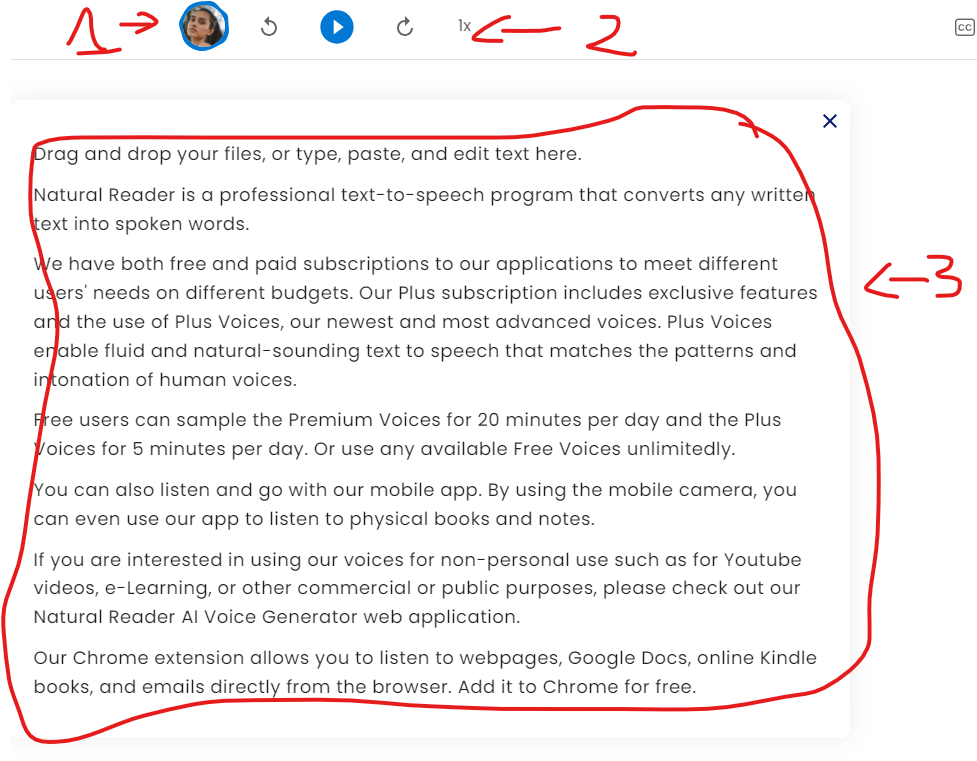 1 1x 2 CC
Drag and drop your files, or type, paste, and edit text here.
Natural Reader is a professional text-to-speech program that converts any written
text into spoken words.
We have both free and paid subscriptions to our applications to meet different
users' needs on different budgets. Our Plus subscription includes exclusive features
3
and the use of Plus Voices, our newest and most advanced voices. Plus Voices
enable fluid and natural-sounding text to speech that matches the patterns and
intonation of human voices.
Free users can sample the Premium Voices for 20 minutes per day and the Plus
Voices for 5 minutes per day. Or use any available Free Voices unlimitedly.
You can also listen and go with our mobile app. By using the mobile camera, you
can even use our app to listen to physical books and notes.
If you are interested in using our voices for non-personal use such as for Youtube
videos, e-Learning, or other commercial or public purposes, please check out our
Natural Reader AI Voice Generator web application.
Our Chrome extension allows you to listen to webpages, Google Docs, online Kindle
books, and emails directly from the browser. Add it to Chrome for free.